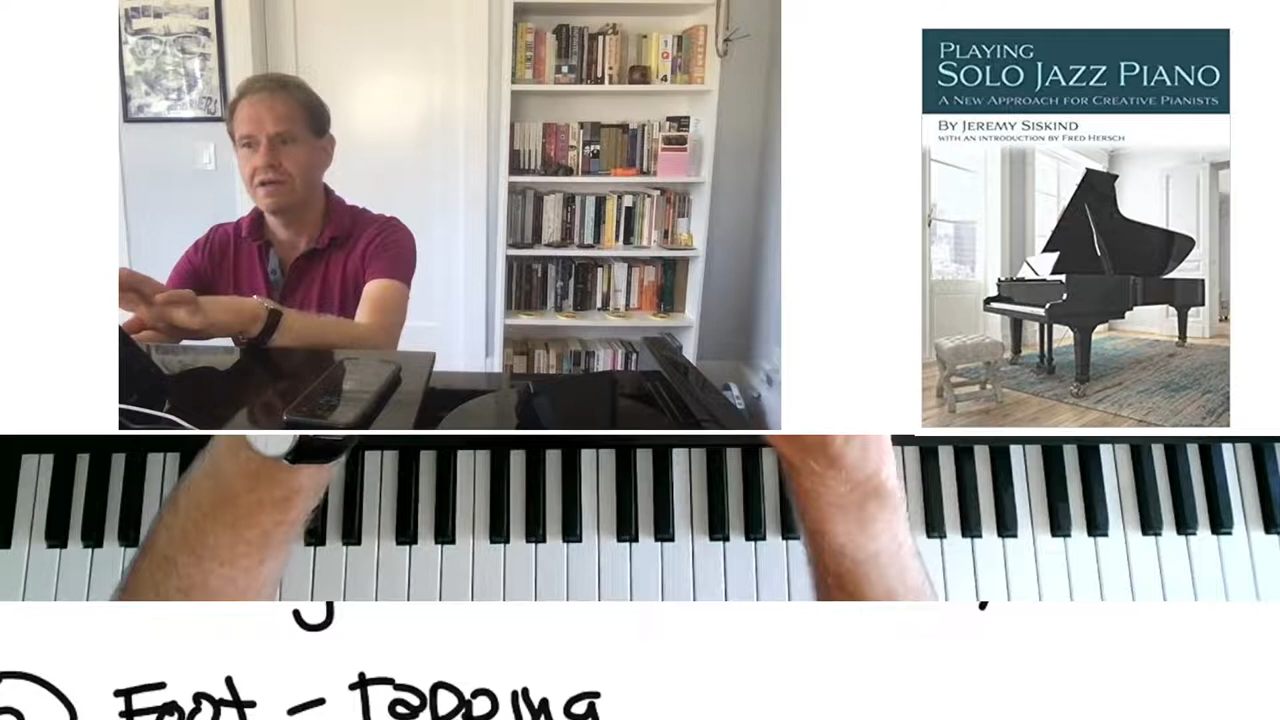 PLAYING
SOLO JAZZ PIANO
A NEW APPROACH FOR CREATIVE PIANISTS
BY JEREMY SISKIND
WITH AN INTRODUCTION BY FRED HERSCH
Foot - tapping